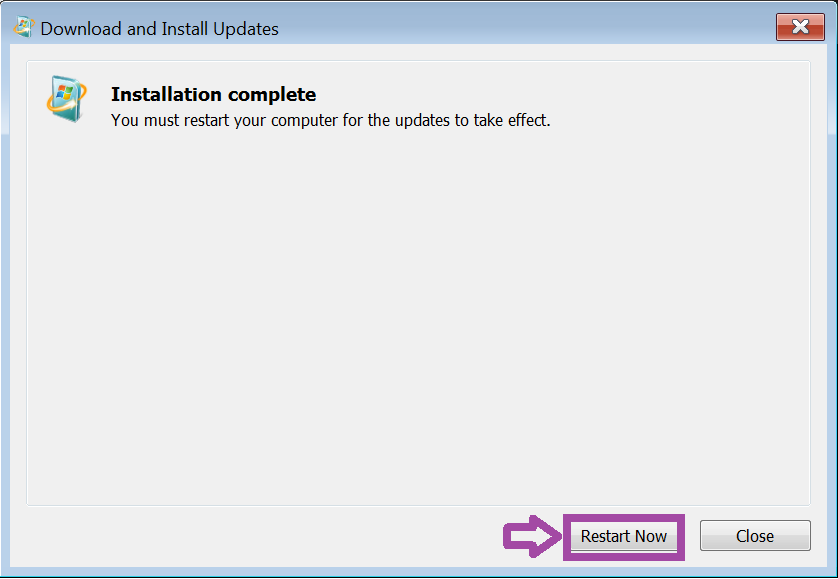 Download and Install Updates
Installation complete
You must restart your computer for the updates to take effect.
Restart Now
Close